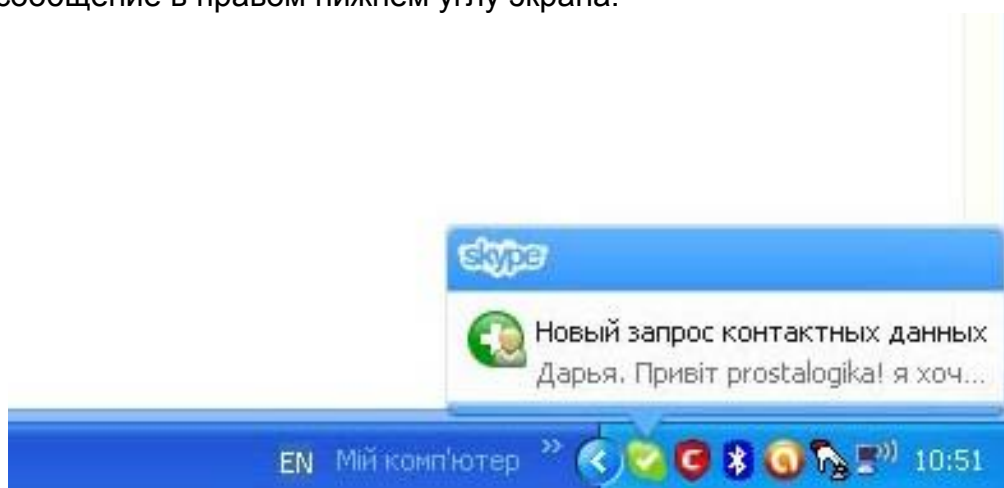 сообщение в правом нижнем углу экрана:
skype
Новый запрос контактных данных
Дарья. Привіт prostalogika! я хоч...
EN Мій комп'ютер » 10:51